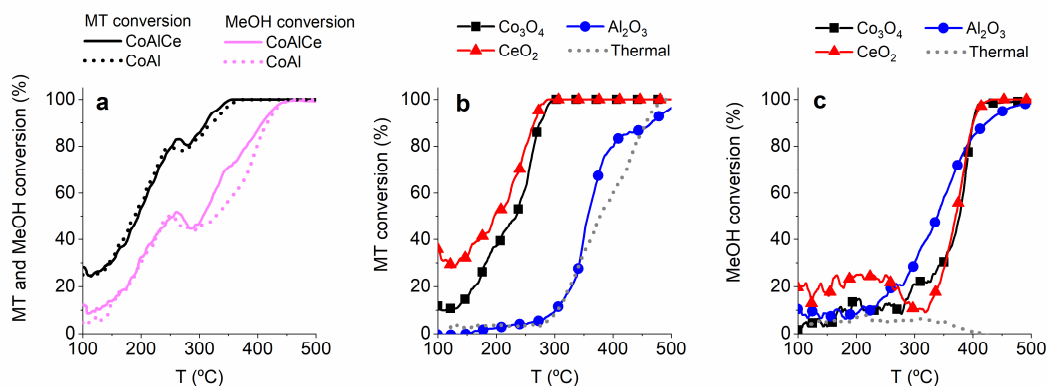 MT conversion MeOH conversion
CoAlCe CoAlCe
CoAl CoAl
a
MT and MeOH conversion (%)
100
80
60
40
20
0
100 200 300 400 500
T (ºC)
Co₃O₄ Al₂O₃
CeO₂ Thermal
b
MT conversion (%)
100
80
60
40
20
0
100 200 300 400 500
T (ºC)
Co₃O₄ Al₂O₃
CeO₂ Thermal
c
MeOH conversion (%)
100
80
60
40
20
0
100 200 300 400 500
T (ºC)